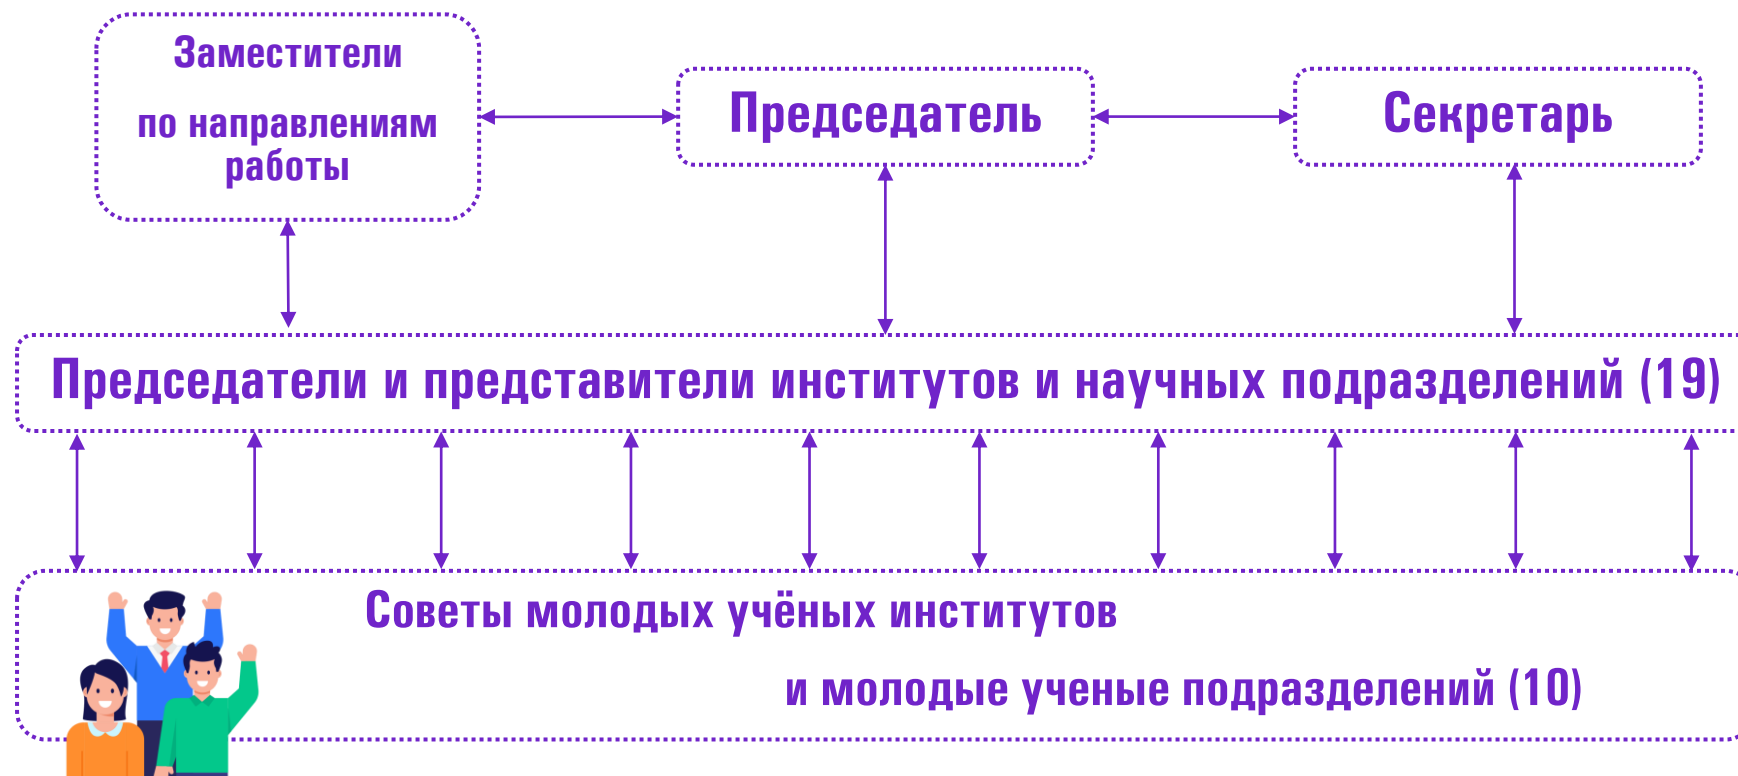 Заместители
по направлениям
работы
Председатель
Секретарь
Председатели и представители институтов и научных подразделений (19)
Советы молодых учёных институтов
и молодые ученые подразделений (10)